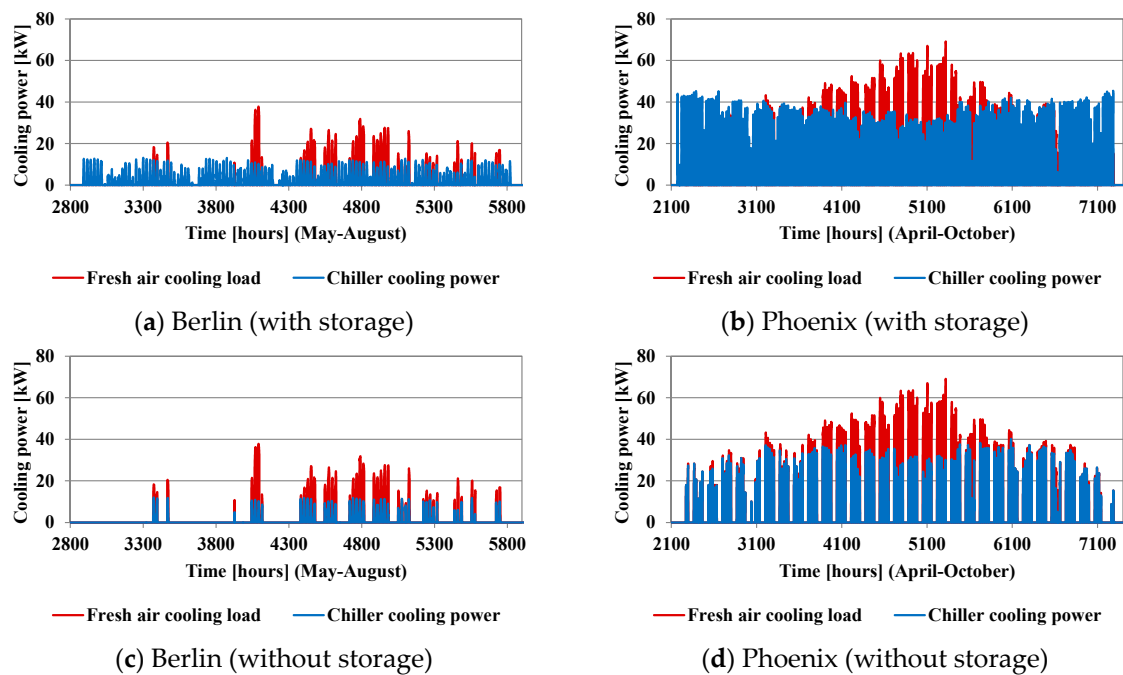 Cooling power [kW]
80
60
40
20
0
2800 3300 3800 4300 4800 5300 5800
Time [hours] (May-August)
Fresh air cooling load Chiller cooling power
(a) Berlin (with storage)
Cooling power [kW]
80
60
40
20
0
2100 3100 4100 5100 6100 7100
Time [hours] (April-October)
Fresh air cooling load Chiller cooling power
(b) Phoenix (with storage)
Cooling power [kW]
80
60
40
20
0
2800 3300 3800 4300 4800 5300 5800
Time [hours] (May-August)
Fresh air cooling load Chiller cooling power
(c) Berlin (without storage)
Cooling power [kW]
80
60
40
20
0
2100 3100 4100 5100 6100 7100
Time [hours] (April-October)
Fresh air cooling load Chiller cooling power
(d) Phoenix (without storage)